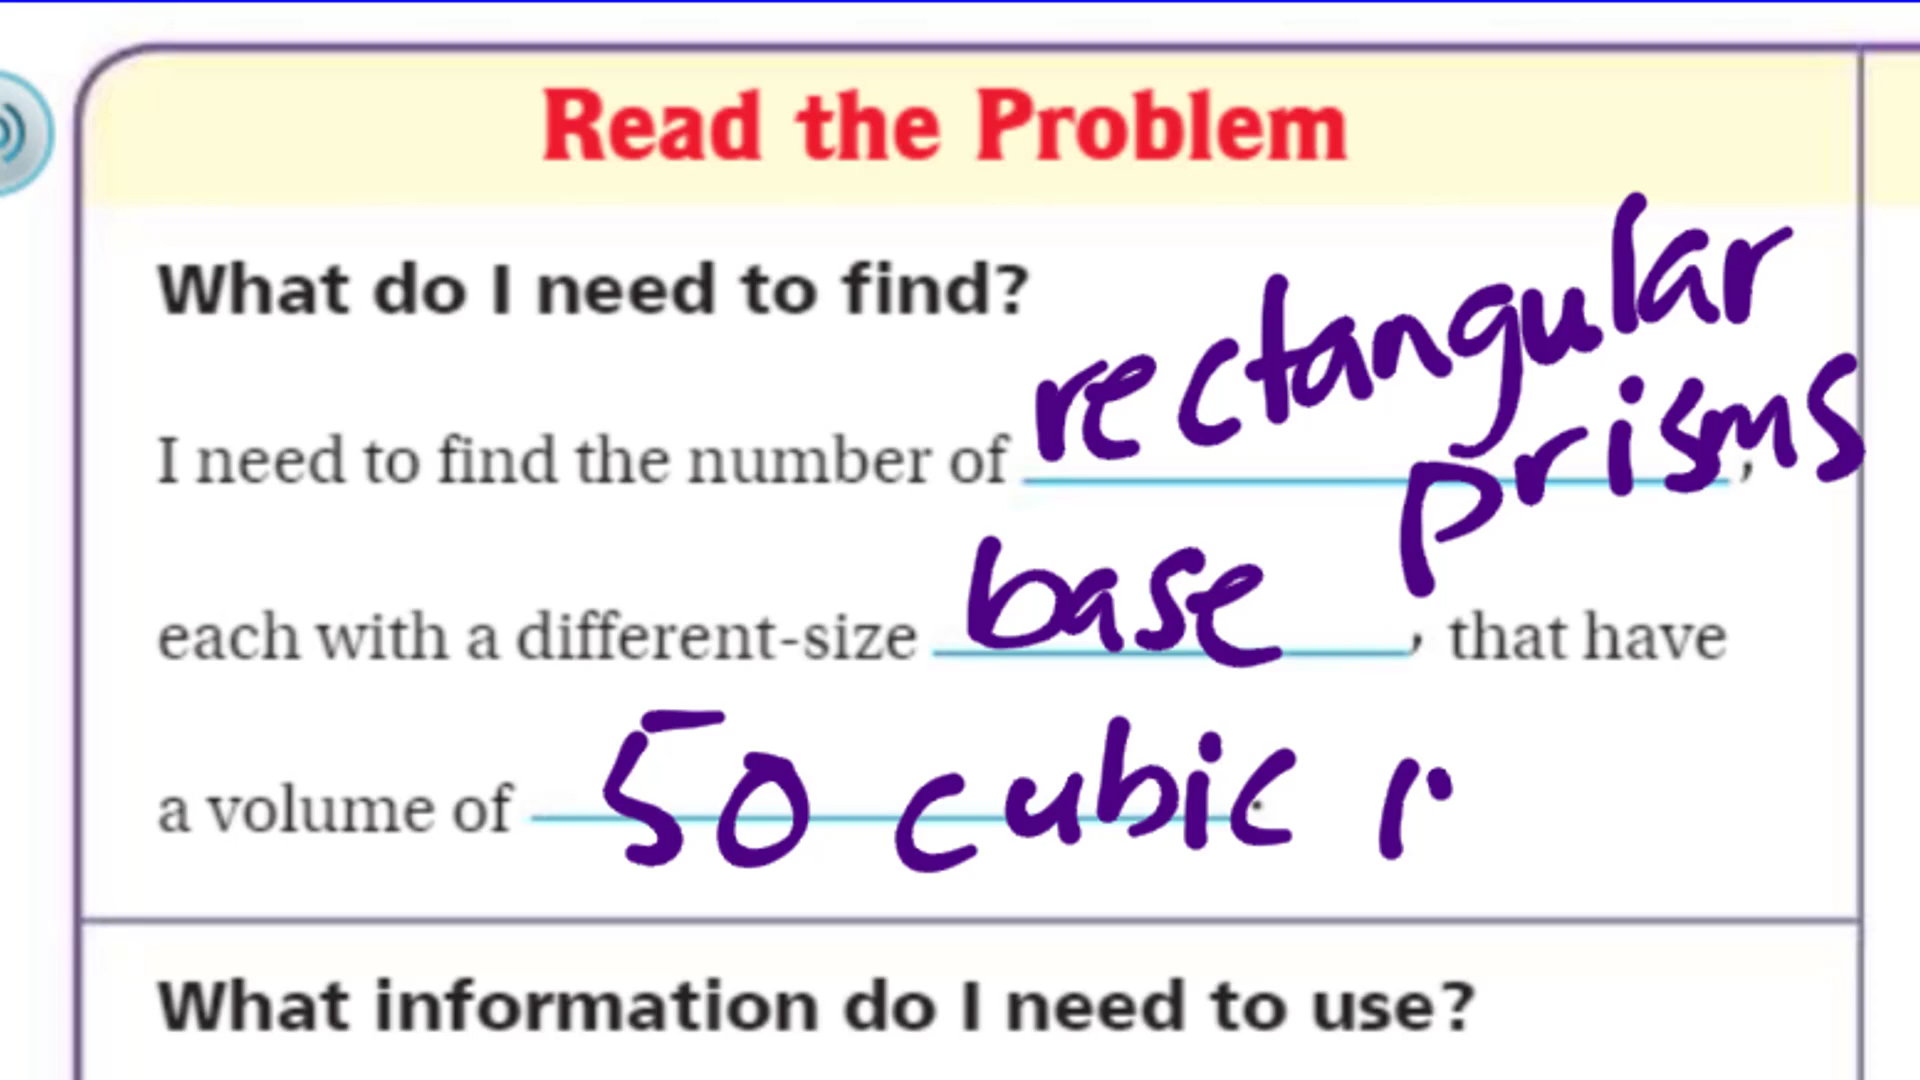 Read the Problem
What do I need to find?
I need to find the number of rectangular prisms,
each with a different-size base, that have
a volume of 50 cubic
What information do I need to use?